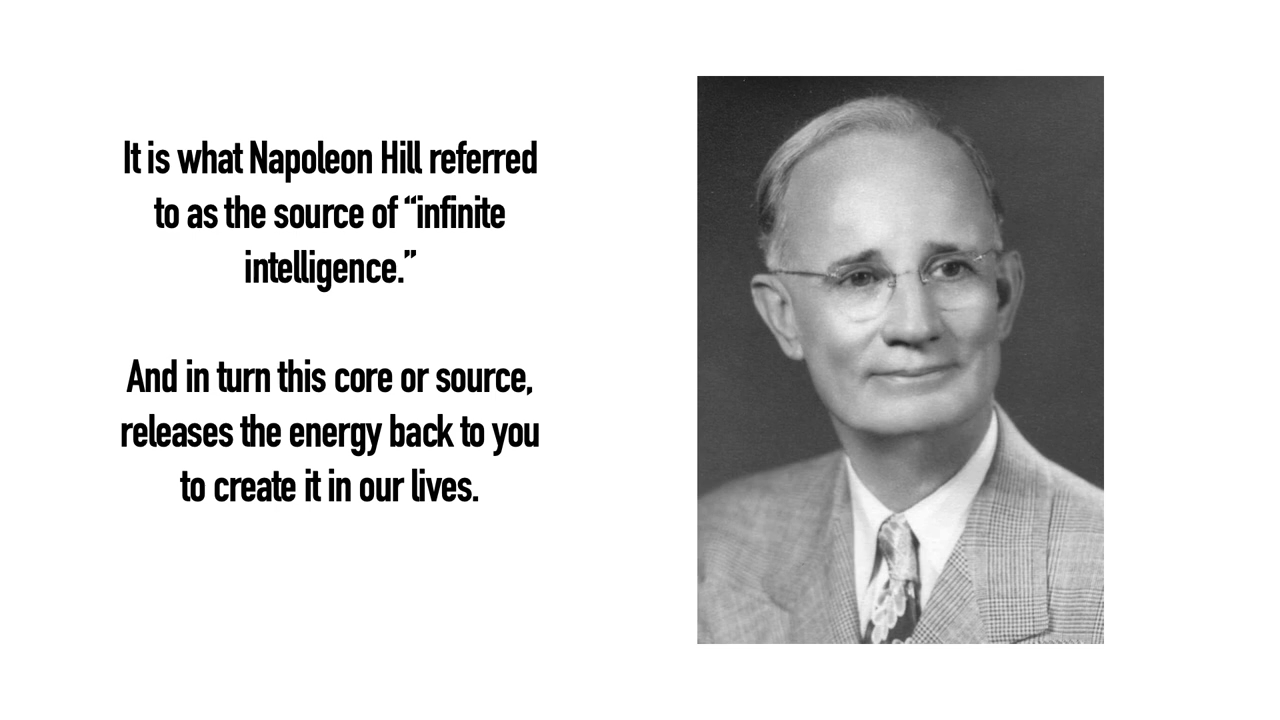 It is what Napoleon Hill referred
to as the source of “infinite
intelligence.”
And in turn this core or source,
releases the energy back to you
to create it in our lives.